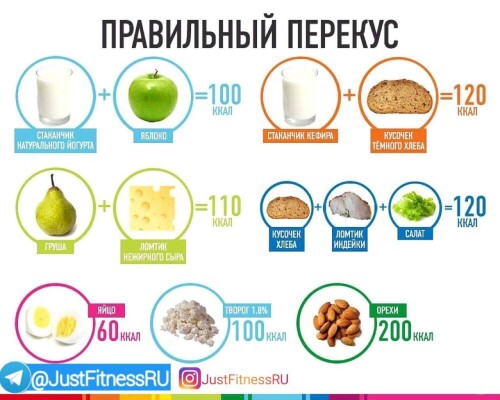 ПРАВИЛЬНЫЙ ПЕРЕКУС
+
=100
ККАЛ
СТАКАНЧИК
НАТУРАЛЬНОГО ЙОГУРТА
ЯБЛОКО
+
=120
ККАЛ
СТАКАНЧИК КЕФИРА
КУСОЧЕК
ТЁМНОГО ХЛЕБА
+
=110
ККАЛ
ГРУША
ЛОМТИК
НЕЖИРНОГО СЫРА
+
+
=120
ККАЛ
КУСОЧЕК
ХЛЕБА
ЛОМТИК
ИНДЕЙКИ
САЛАТ
ЯЙЦО
60 ККАЛ
ТВОРОГ 1,8%
100 ККАЛ
ОРЕХИ
200 ККАЛ
@JustFitnessRU
JustFitnessRU